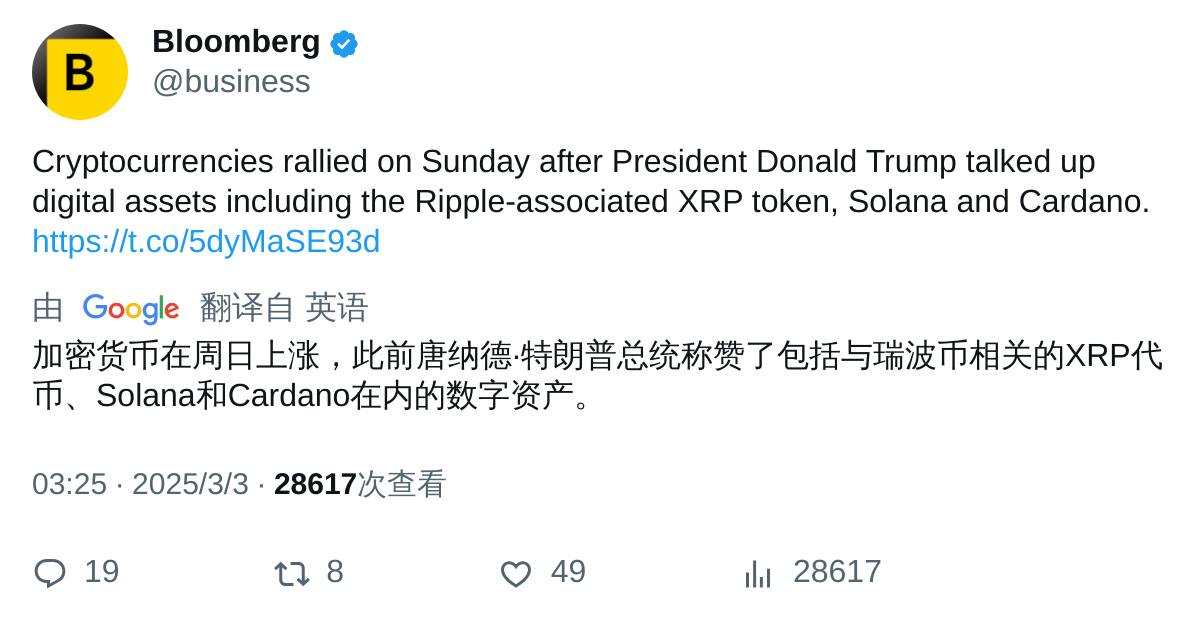 B
Bloomberg
@business
Cryptocurrencies rallied on Sunday after President Donald Trump talked up
digital assets including the Ripple-associated XRP token, Solana and Cardano.
https://t.co/5dyMaSE93d
由 Google 翻译自 英语
加密货币在周日上涨，此前唐纳德·特朗普总统称赞了包括与瑞波币相关的XRP代
币、Solana和Cardano在内的数字资产。
03:25 · 2025/3/3 · 28617次查看
19 8 49 28617